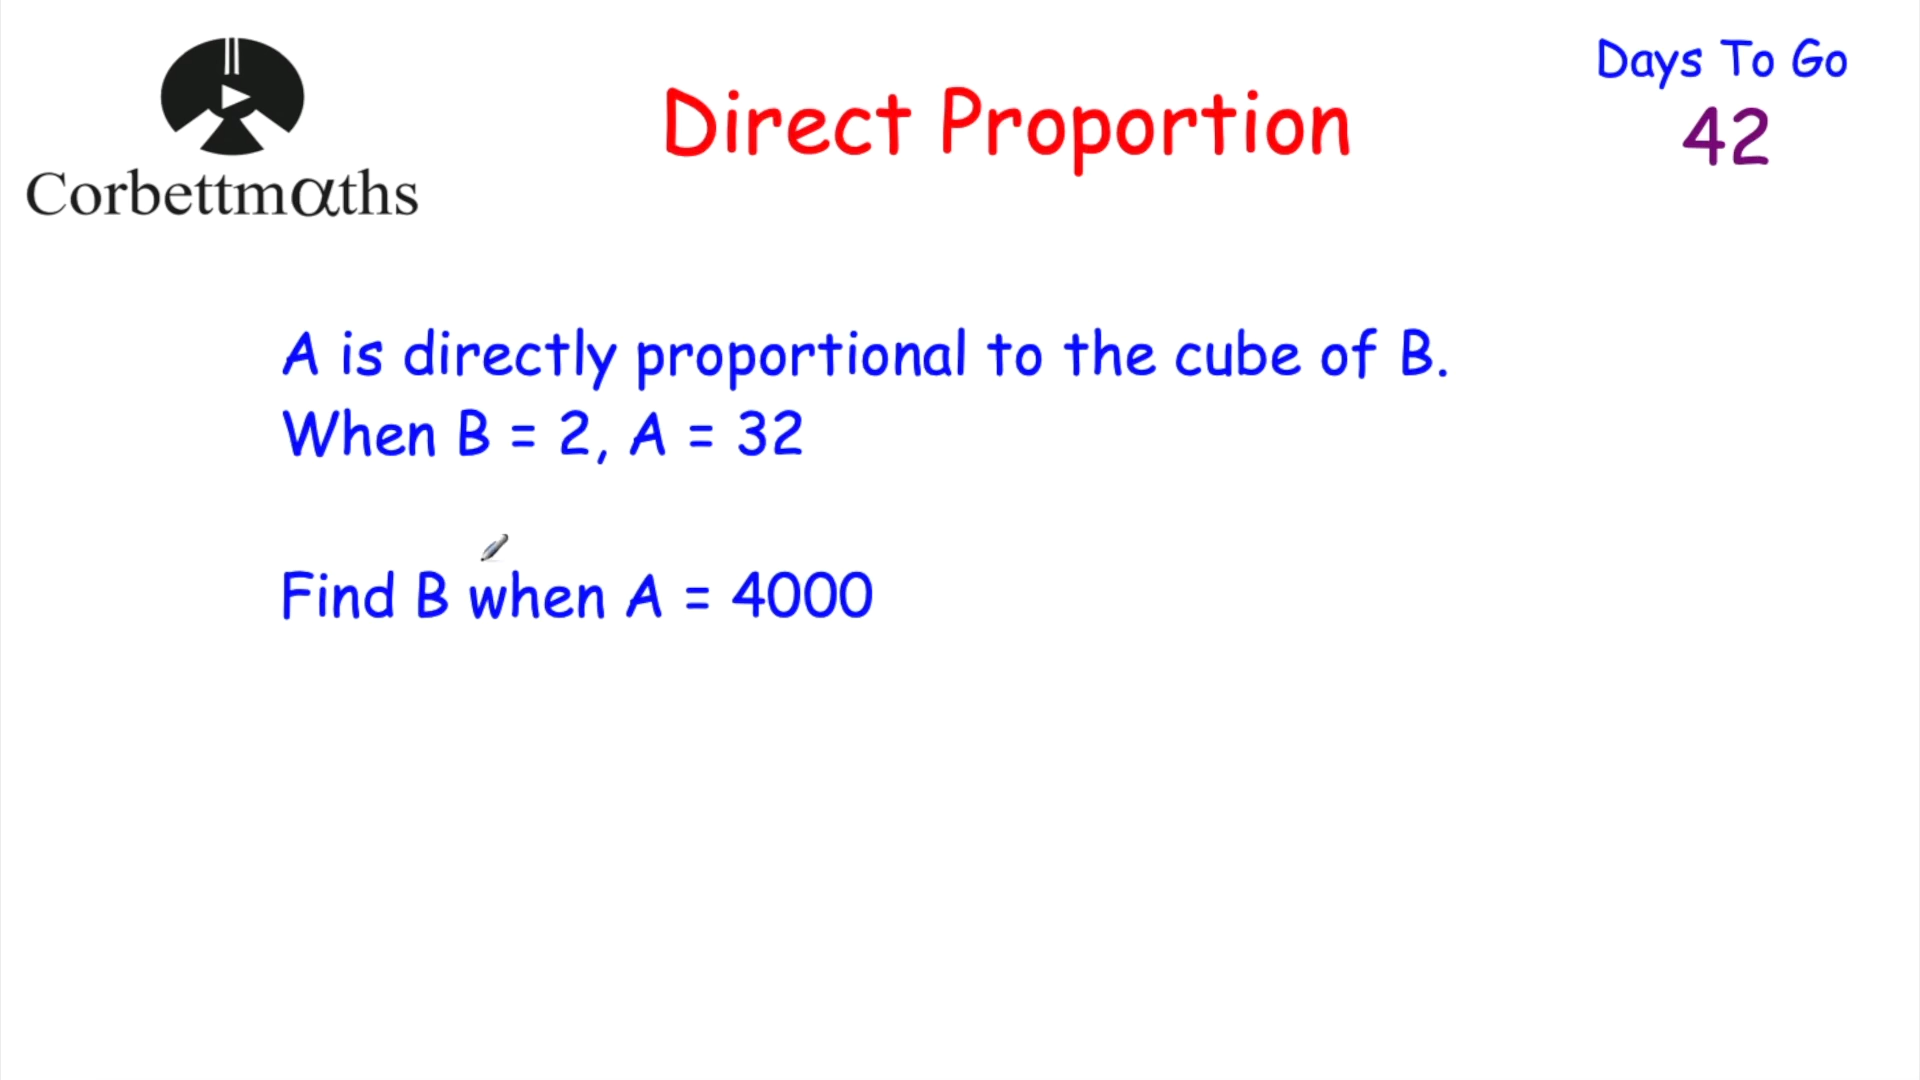 Days To Go
42
Direct Proportion
Corbettmαths
A is directly proportional to the cube of B.
When B = 2, A = 32
Find B when A = 4000